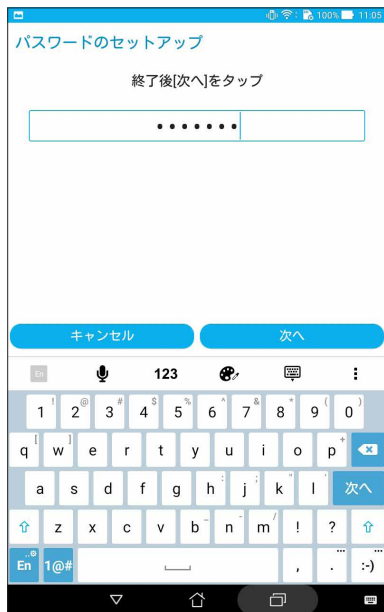 100% 11:05
パスワードのセットアップ
終了後[次へ]をタップ
•••••••
キャンセル 次へ
En 123
1 ! 2 @ 3 # 4 $ 5 % 6 ^ 7 & 8 * 9 ( 0 )
q [ w ] e r t y u i o p +
a s d f g h : j ; k " l ' 次へ
z x c v b - n - m / ! ?
En 1@# , . :-)